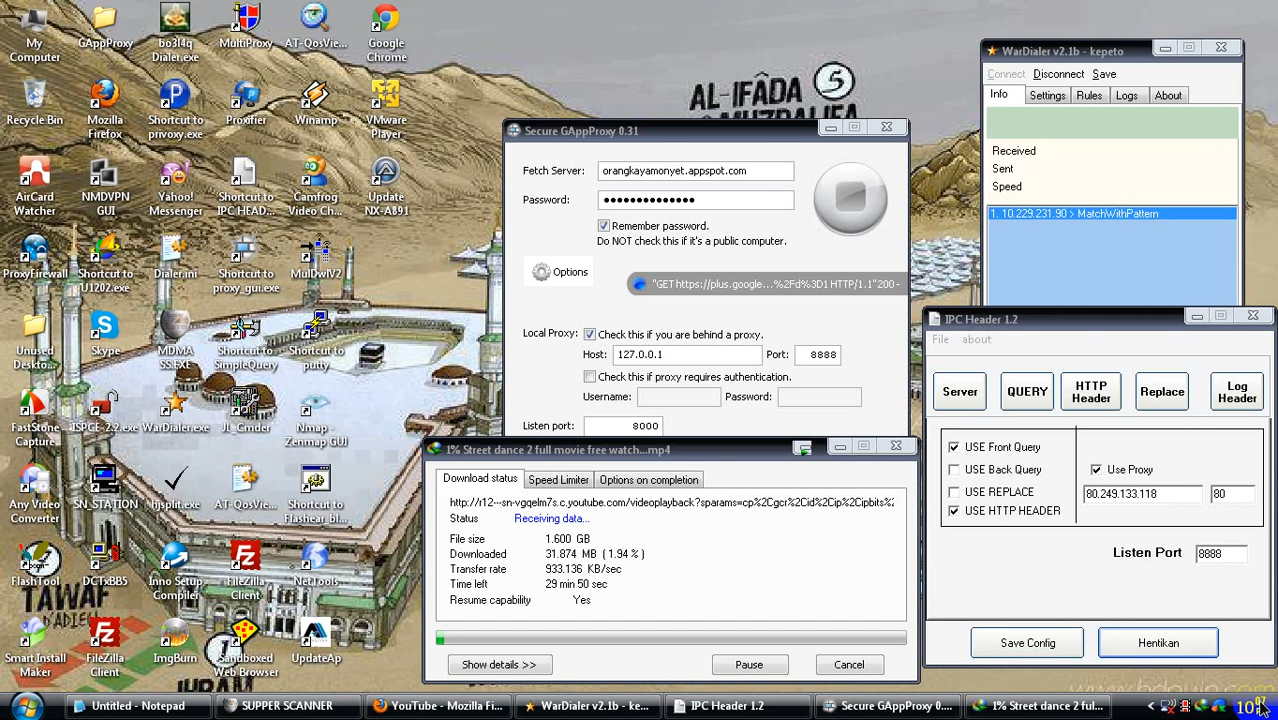 My Computer
GAppProxy
bo3l4q Dialer.exe
MultiProxy
AT-QosVie...
Google Chrome
Recycle Bin
Mozilla Firefox
Shortcut to privoxy.exe
Proxifier
Winamp
VMware Player
AirCard Watcher
NMDVPN GUI
Yahoo! Messenger
Shortcut to IPC HEAD...
Camfrog Video Ch...
Update NX-A891
ProxyFirewall
Shortcut to U1202.exe
Dialer.ini
Shortcut to proxy_gui.exe
MulDwlV2
Unused Deskto...
Skype
MDMA SS.EXE
Shortcut to SimpleQuery
Shortcut to putty
FastStone Capture
ISPCE-2.2.exe
WarDialer.exe
JL_Cmder
Nmap Zenmap GUI
Any Video Converter
SN_STATION
hjsplit.exe
AT-QosVie...
Shortcut to Flashear_bl...
FlashTool
DCTxBB5
Inno Setup Compiler
FileZilla Client
NetTools
Smart Install Maker
FileZilla Client
ImgBurn
Sandboxed Web Browser
UpdateAp
AL-IFÂDA 5
TAWAF
WarDialer v2.1b - kepeto
Connect Disconnect Save
Info Settings Rules Logs About
Received
Sent
Speed
1. 10.229.231.90 > MatchWithPattern
Secure GAppProxy 0.31
Fetch Server: orangkayamonyet.appspot.com
Password: ●●●●●●●●●●●●●●
Remember password.
Do NOT check this if it's a public computer.
Options
"GET https://plus.google...%2Fd%3D1 HTTP/1.1"200 -
Local Proxy: Check this if you are behind a proxy.
Host: 127.0.0.1 Port: 8888
Check this if proxy requires authentication.
Username: Password:
Listen port: 8000
IPC Header 1.2
File about
Server QUERY HTTP Header Replace Log Header
USE Front Query
USE Back Query
USE REPLACE
USE HTTP HEADER
Use Proxy
80.249.133.118 80
Listen Port 8888
Save Config Hentikan
1% Street dance 2 full movie free watch...mp4
Download status Speed Limiter Options on completion
http://r12---sn-vgqelm7s.c.youtube.com/videoplayback?sparams=cp%2Cgcr%2Cid%2Cip%2Cipbits%2
Status Receiving data...
File size 1.600 GB
Downloaded 31.874 MB ( 1.94 % )
Transfer rate 933.136 KB/sec
Time left 29 min 50 sec
Resume capability Yes
Show details >> Pause Cancel
Untitled - Notepad
SUPPER SCANNER
YouTube - Mozilla Fi...
WarDialer v2.1b - ke...
IPC Header 1.2
Secure GAppProxy 0....
1% Street dance 2 ful...